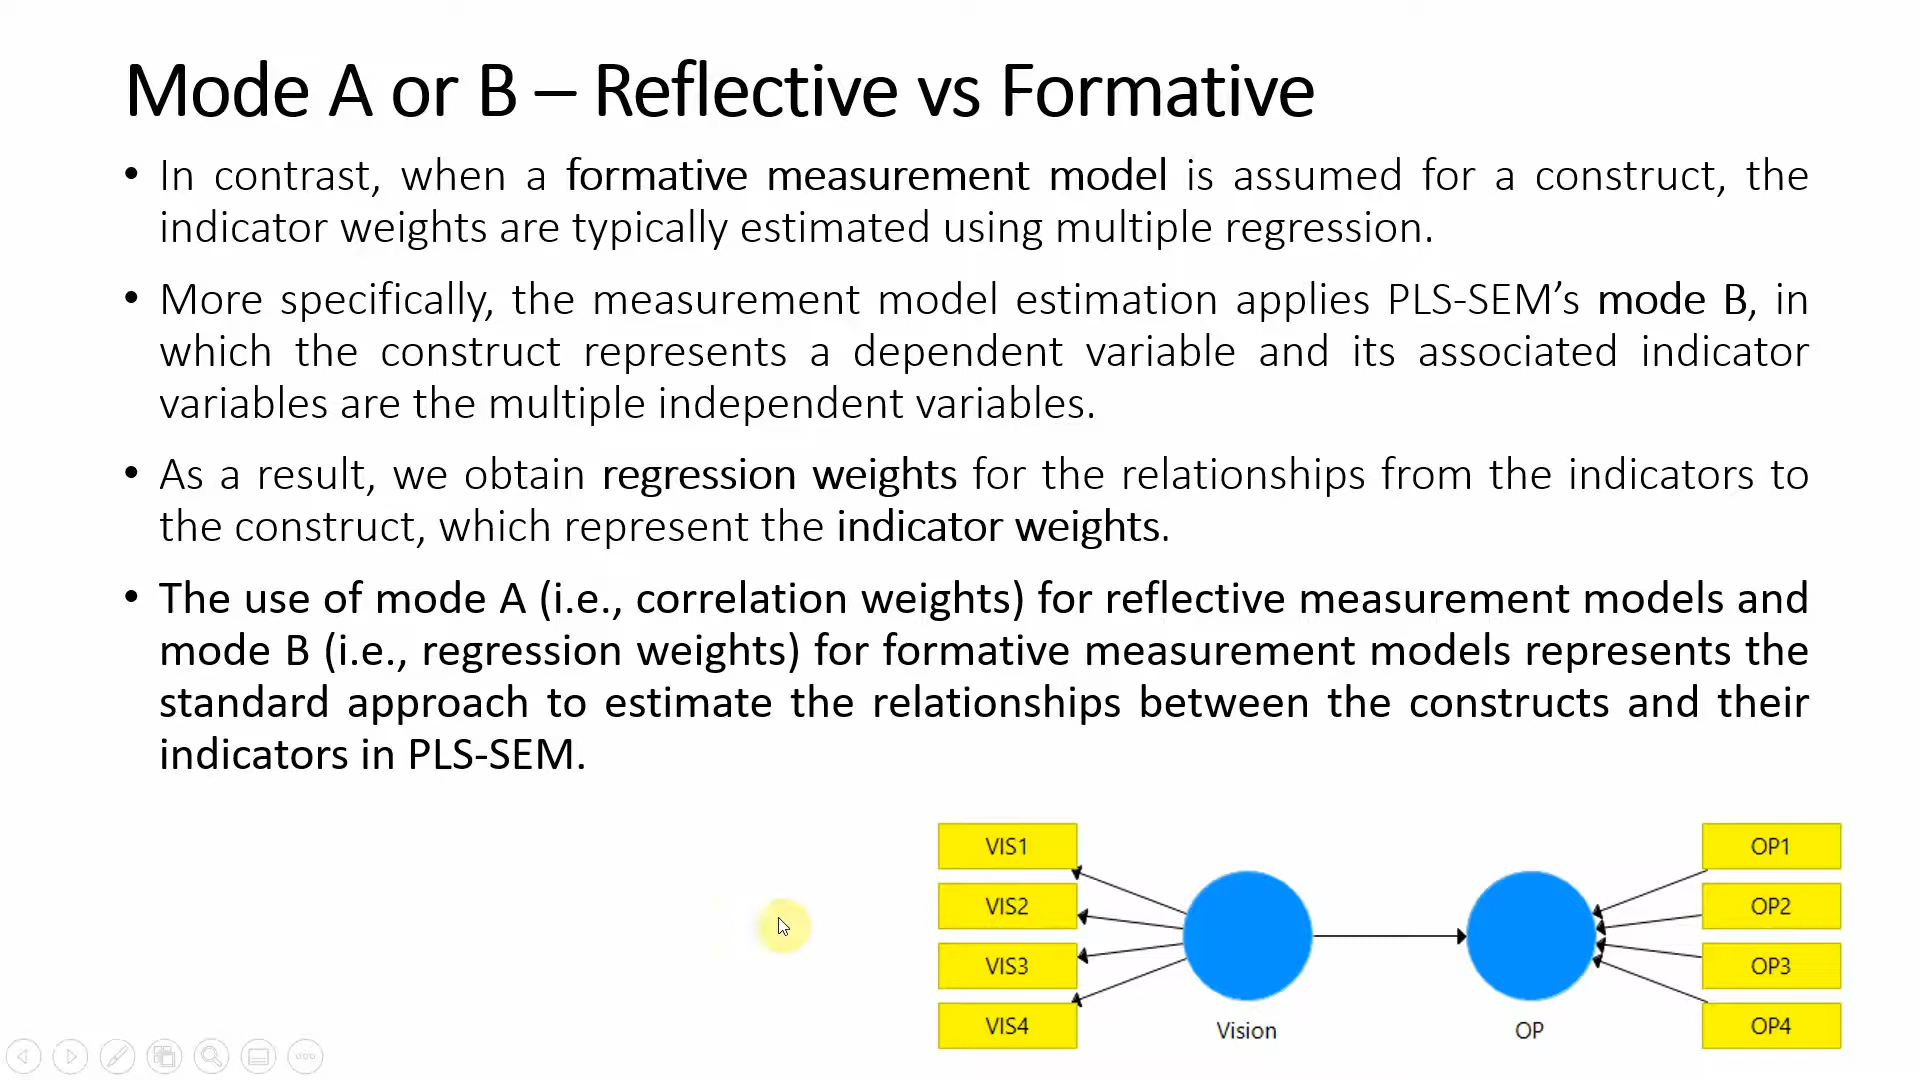 Mode A or B – Reflective vs Formative
• In contrast, when a formative measurement model is assumed for a construct, the
indicator weights are typically estimated using multiple regression.
• More specifically, the measurement model estimation applies PLS-SEM’s mode B, in
which the construct represents a dependent variable and its associated indicator
variables are the multiple independent variables.
• As a result, we obtain regression weights for the relationships from the indicators to
the construct, which represent the indicator weights.
• The use of mode A (i.e., correlation weights) for reflective measurement models and
mode B (i.e., regression weights) for formative measurement models represents the
standard approach to estimate the relationships between the constructs and their
indicators in PLS-SEM.
VIS1
VIS2
VIS3
VIS4
Vision
OP
OP1
OP2
OP3
OP4